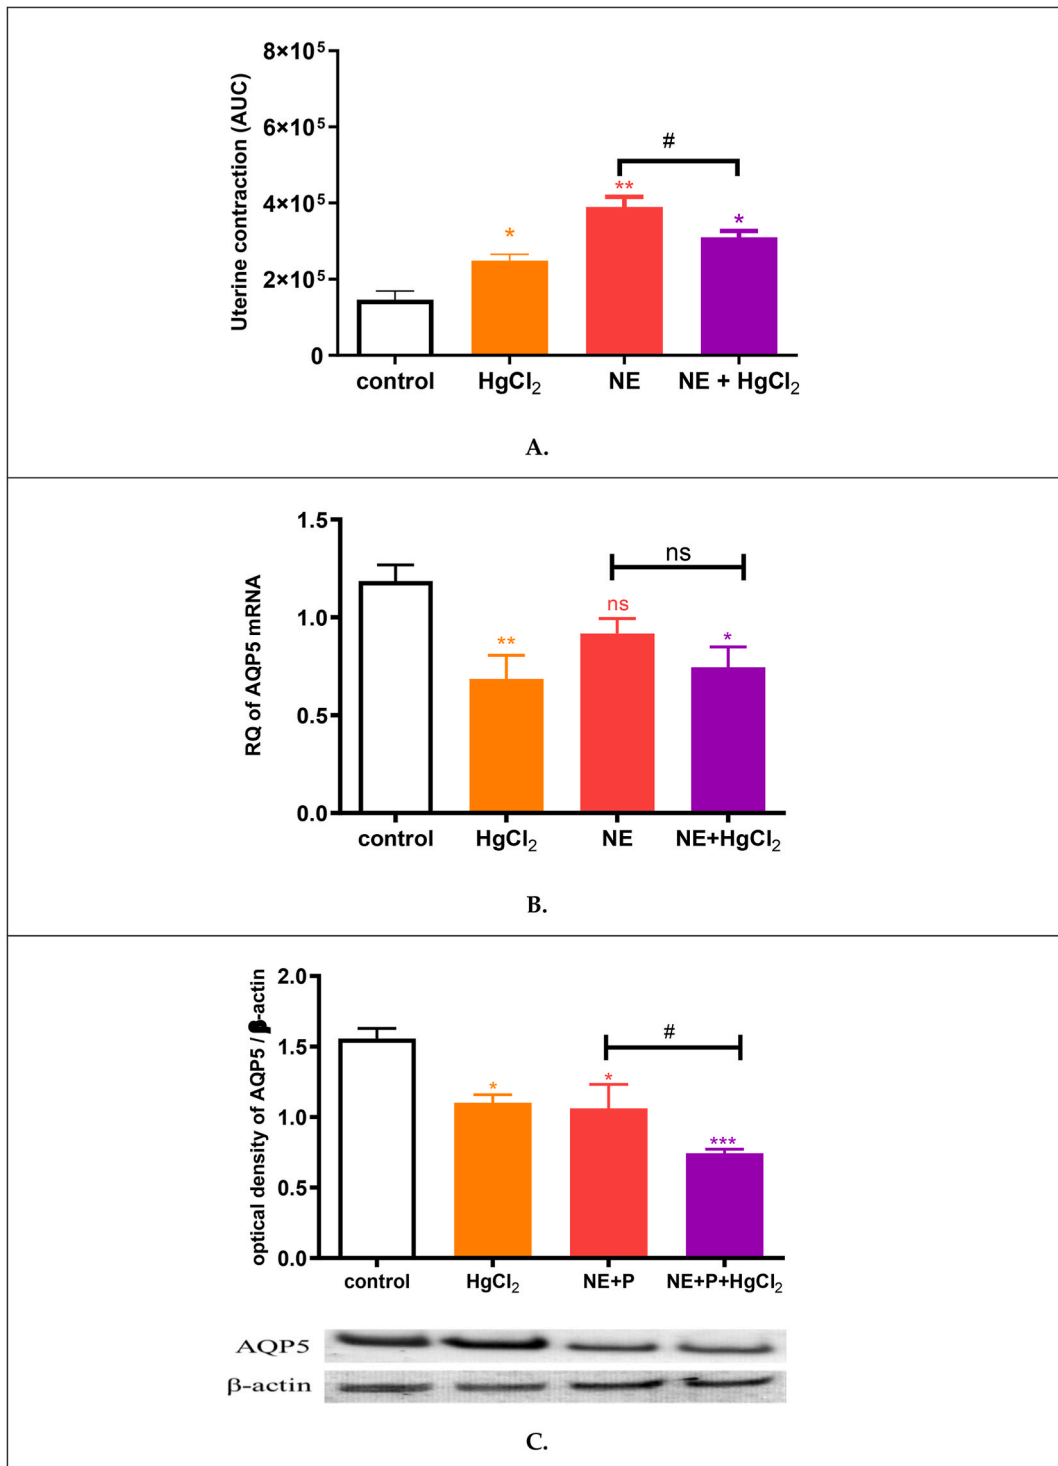 Uterine contraction (AUC)
8×10⁵
6×10⁵
4×10⁵
2×10⁵
0
#
*
**
*
control HgCl₂ NE NE + HgCl₂
A.
RQ of AQP5 mRNA
1.5
1.0
0.5
0.0
ns
**
ns
*
control HgCl₂ NE NE+HgCl₂
B.
optical density of AQP5 / β-actin
2.0
1.5
1.0
0.5
0.0
#
*
*
***
control HgCl₂ NE+P NE+P+HgCl₂
AQP5
β-actin
C.